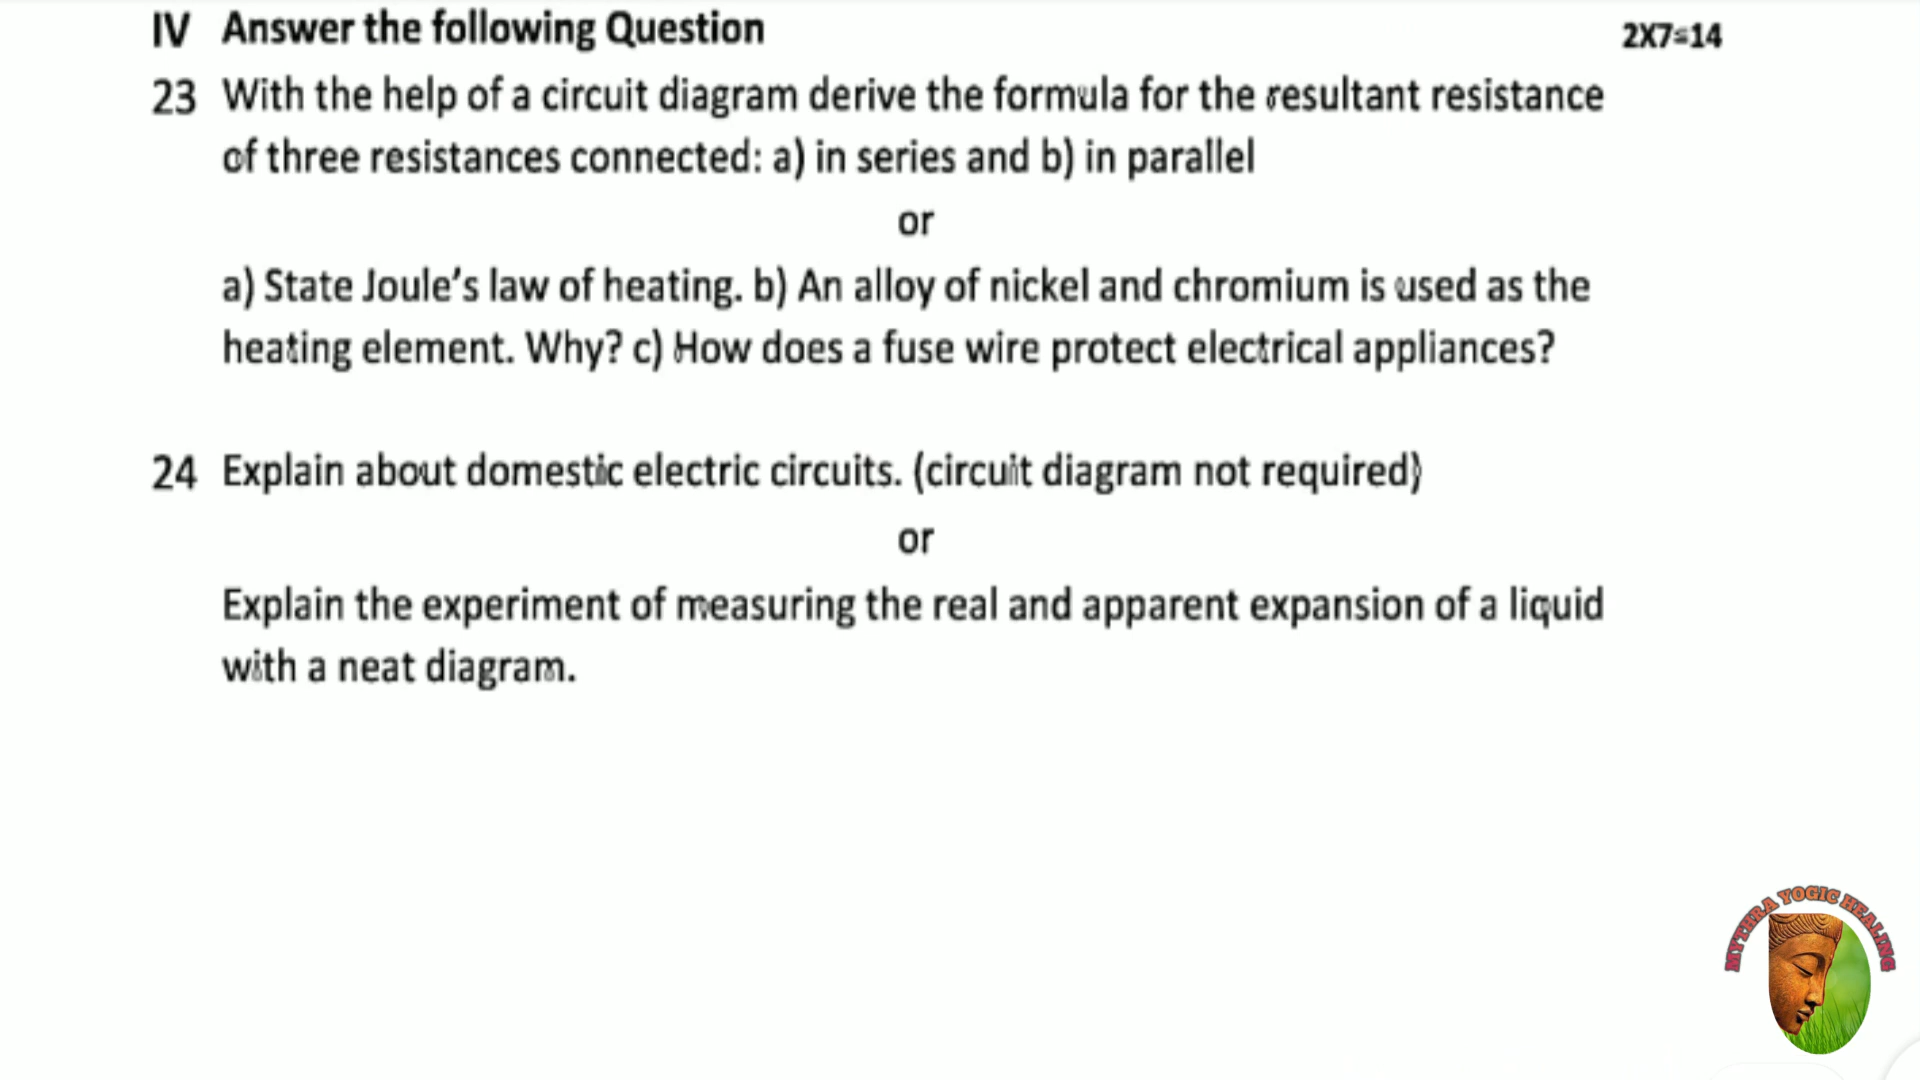 IV Answer the following Question 2X7=14
23 With the help of a circuit diagram derive the formula for the resultant resistance
of three resistances connected: a) in series and b) in parallel
or
a) State Joule’s law of heating. b) An alloy of nickel and chromium is used as the
heating element. Why? c) How does a fuse wire protect electrical appliances?
24 Explain about domestic electric circuits. (circuit diagram not required)
or
Explain the experiment of measuring the real and apparent expansion of a liquid
with a neat diagram.
MYTHRA YOGIC HEALING